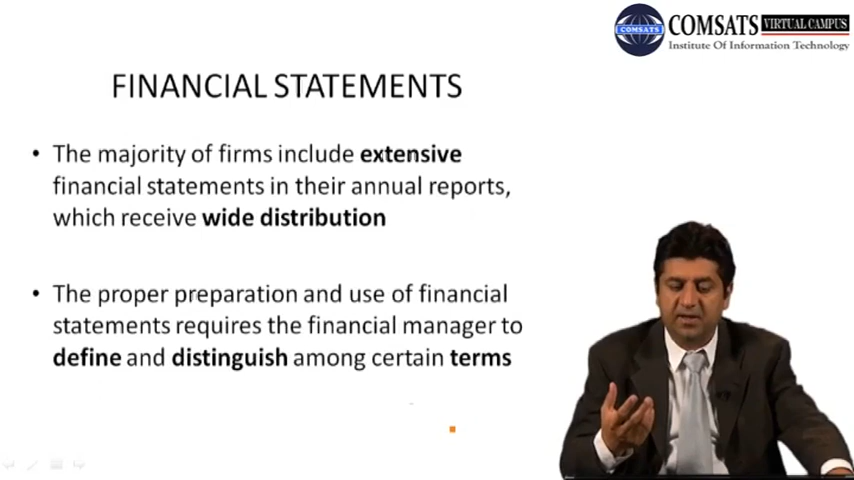 COMSATS VIRTUAL CAMPUS
COMSATS
Institute Of Information Technology
FINANCIAL STATEMENTS
• The majority of firms include extensive
financial statements in their annual reports,
which receive wide distribution
• The proper preparation and use of financial
statements requires the financial manager to
define and distinguish among certain terms